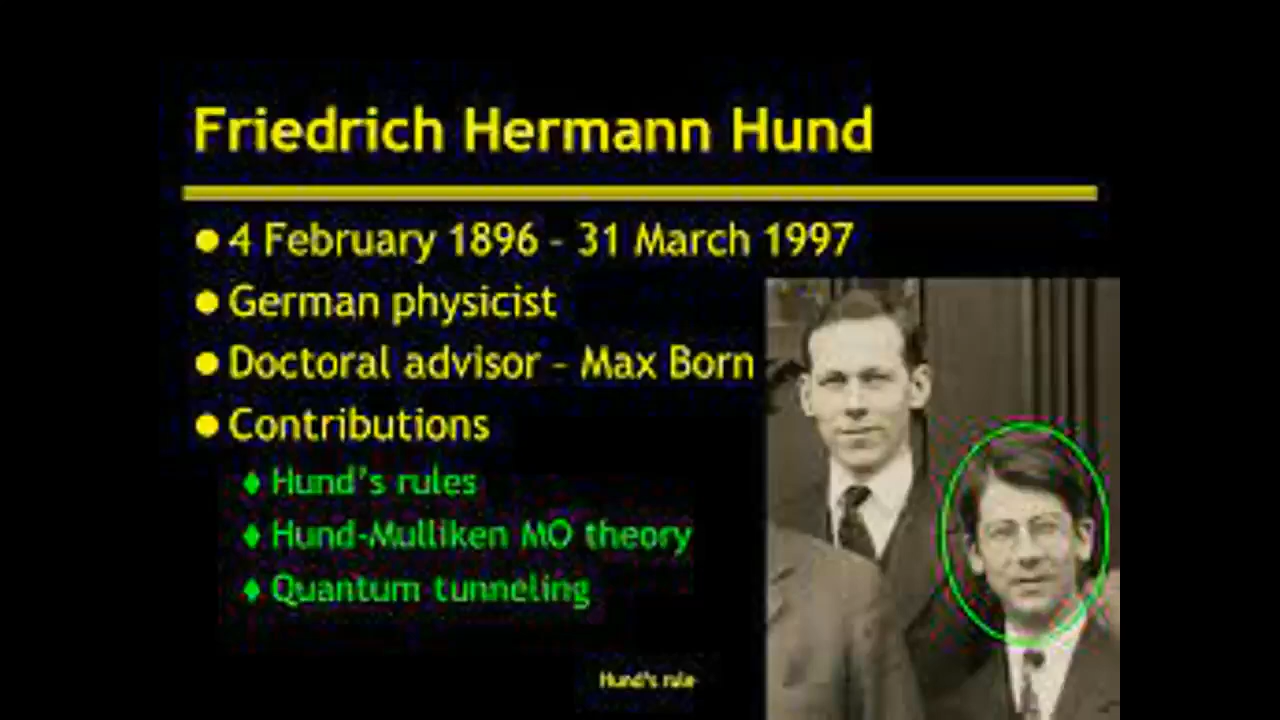 Friedrich Hermann Hund
● 4 February 1896 – 31 March 1997
● German physicist
● Doctoral advisor – Max Born
● Contributions
♦ Hund's rules
♦ Hund-Mulliken MO theory
♦ Quantum tunneling
Hund's rule